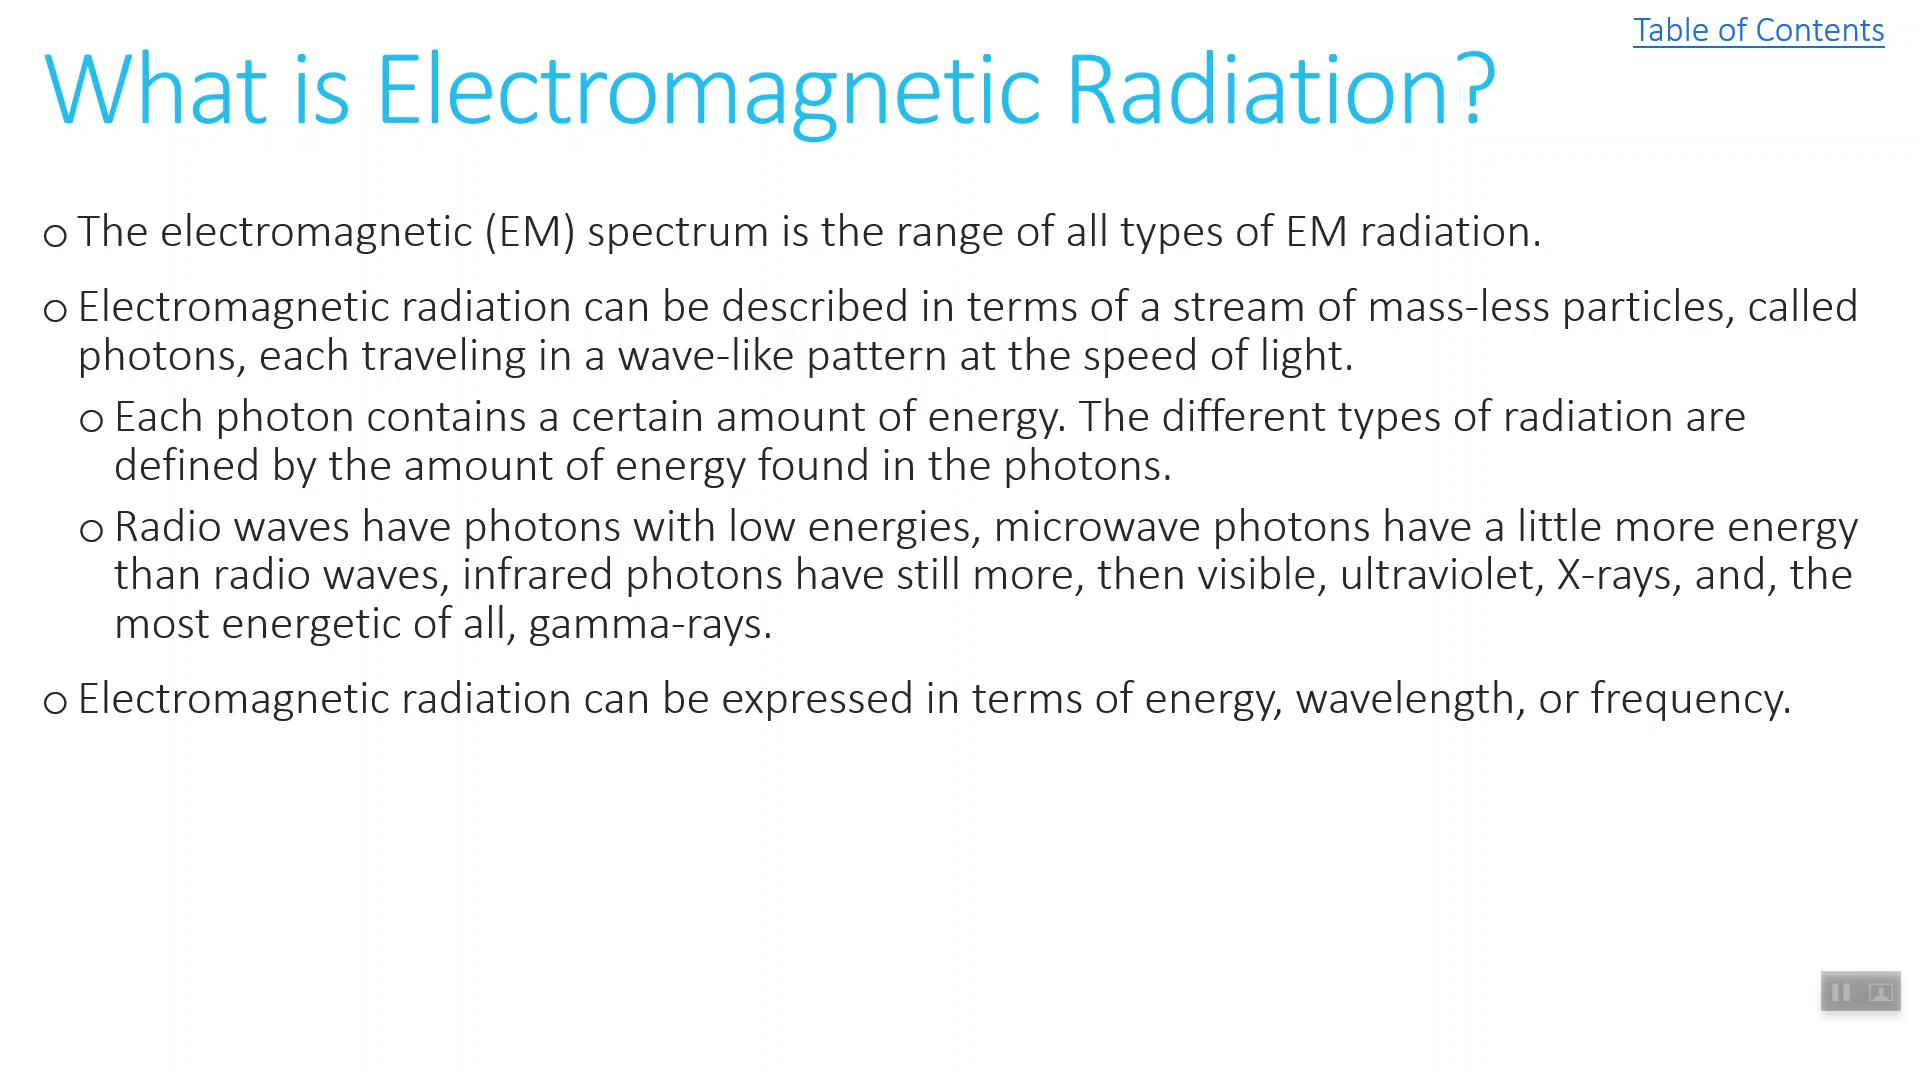 Table of Contents
What is Electromagnetic Radiation?
o The electromagnetic (EM) spectrum is the range of all types of EM radiation.
o Electromagnetic radiation can be described in terms of a stream of mass-less particles, called
photons, each traveling in a wave-like pattern at the speed of light.
o Each photon contains a certain amount of energy. The different types of radiation are
defined by the amount of energy found in the photons.
o Radio waves have photons with low energies, microwave photons have a little more energy
than radio waves, infrared photons have still more, then visible, ultraviolet, X-rays, and, the
most energetic of all, gamma-rays.
o Electromagnetic radiation can be expressed in terms of energy, wavelength, or frequency.